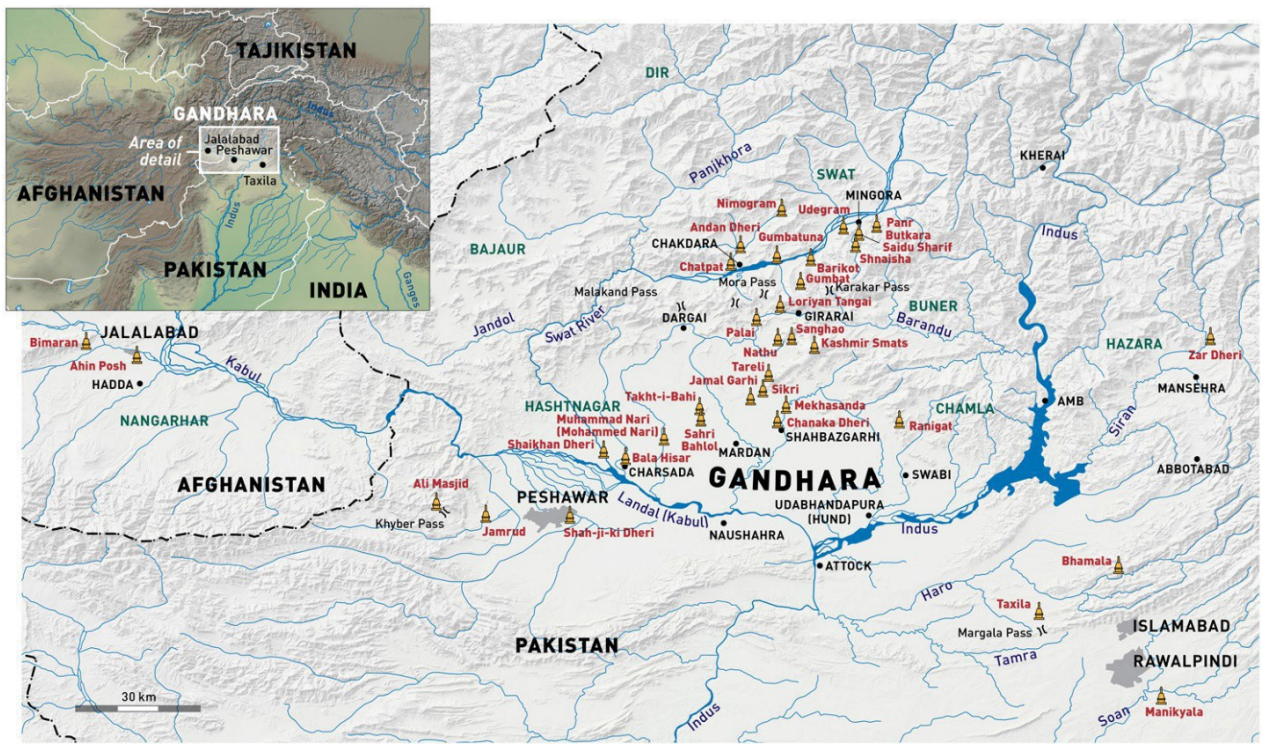 TAJIKISTAN
GANDHARA
Indus
Area of
detail
Jalalabad
Peshawar
Taxila
AFGHANISTAN
Indus
PAKISTAN
INDIA
Ganges
DIR
Panjkhora
KHERAI
SWAT
MINGORA
Nimogram
Udegram
Panr
Butkara
Saidu Sharif
Shnaisha
Andan Dheri
Gumbatuna
CHAKDARA
Chatpat
Barikot
BAJAUR
Indus
Mora Pass
Gumbat
Karakar Pass
Malakand Pass
Loriyan Tangai
BUNER
GIRARAI
Barandu
Jandol
Swat River
DARGAI
Palai
Sanghao
Nathu
Kashmir Smats
HAZARA
Zar Dheri
MANSEHRA
JALALABAD
Bimaran
Ahin Posh
HADDA
Kabul
NANGARHAR
Tareli
Jamal Garhi
Sikri
Takht-i-Bahi
Mekhasanda
HASHTNAGAR
Muhammad Nari
(Mohammed Nari)
Sahri
Bahlol
Chanaka Dheri
SHAHBAZGARHI
CHAMLA
Ranigat
AMB
Siran
Shaikhan Dheri
Bala Hisar
CHARSADA
MARDAN
ABBOTABAD
GANDHARA
SWABI
AFGHANISTAN
Ali Masjid
Khyber Pass
Jamrud
PESHAWAR
Shah-ji-ki Dheri
Landal (Kabul)
NAUSHAHRA
UDABHANDAPURA
(HUND)
Indus
ATTOCK
Bhamala
Haro
Taxila
Margala Pass
Tamra
ISLAMABAD
RAWALPINDI
PAKISTAN
30 km
Indus
Soan
Manikyala